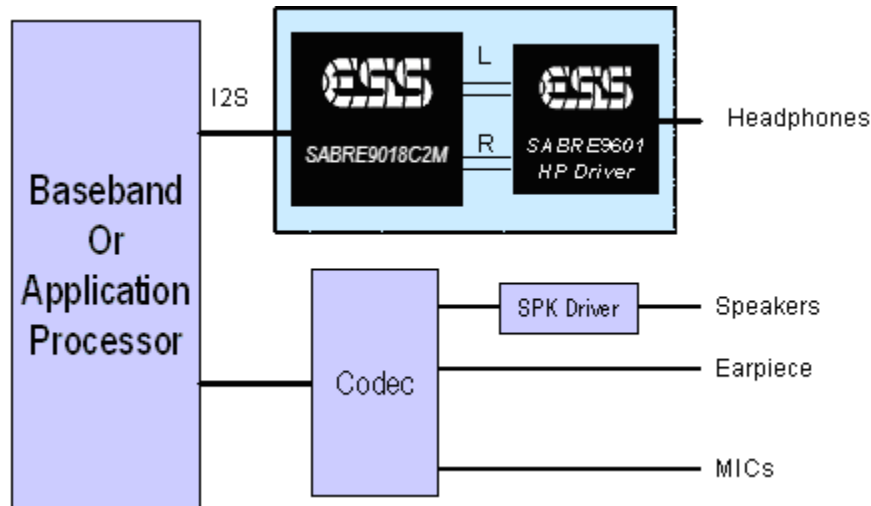 Baseband
Or
Application
Processor
I2S
ESS
SABRE9018C2M
L
R
ESS
SABRE9601
HP Driver
Headphones
Codec
SPK Driver
Speakers
Earpiece
MICs